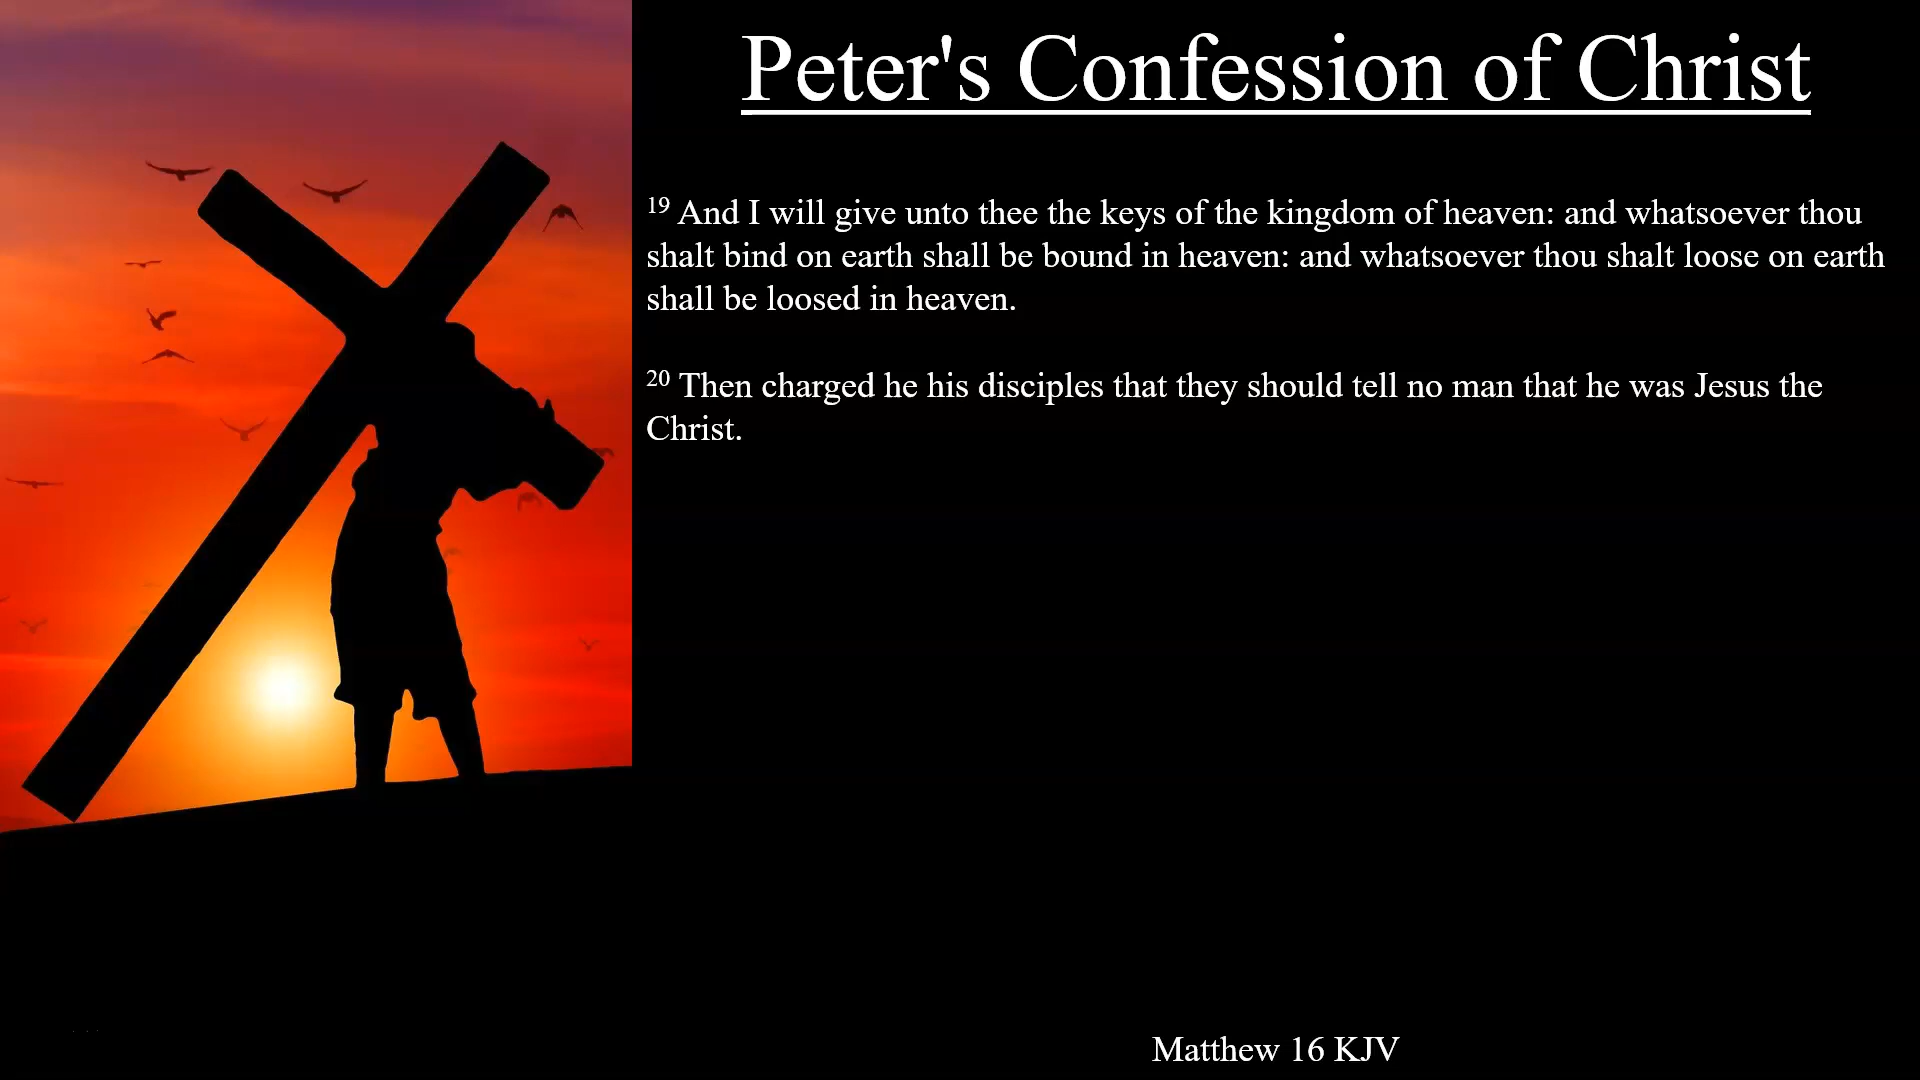 Peter's Confession of Christ
19 And I will give unto thee the keys of the kingdom of heaven: and whatsoever thou
shalt bind on earth shall be bound in heaven: and whatsoever thou shalt loose on earth
shall be loosed in heaven.
20 Then charged he his disciples that they should tell no man that he was Jesus the
Christ.
Matthew 16 KJV